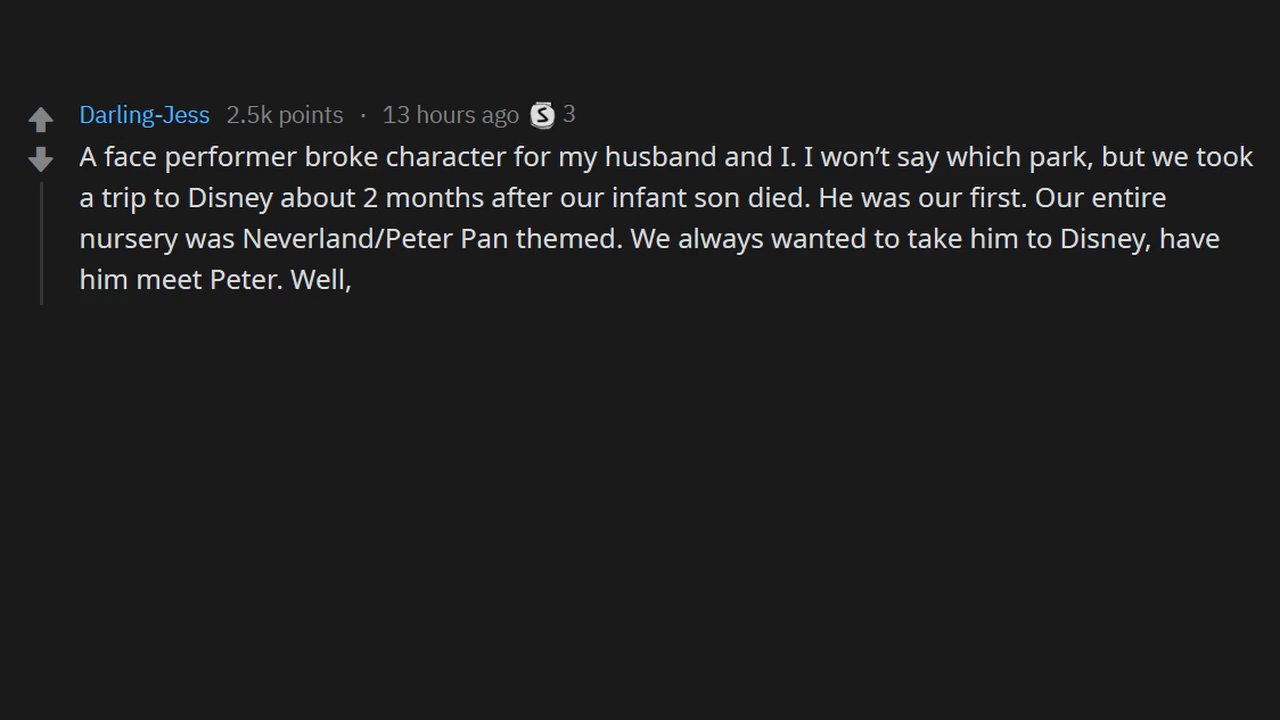 Darling-Jess 2.5k points · 13 hours ago S 3
A face performer broke character for my husband and I. I won’t say which park, but we took
a trip to Disney about 2 months after our infant son died. He was our first. Our entire
nursery was Neverland/Peter Pan themed. We always wanted to take him to Disney, have
him meet Peter. Well,